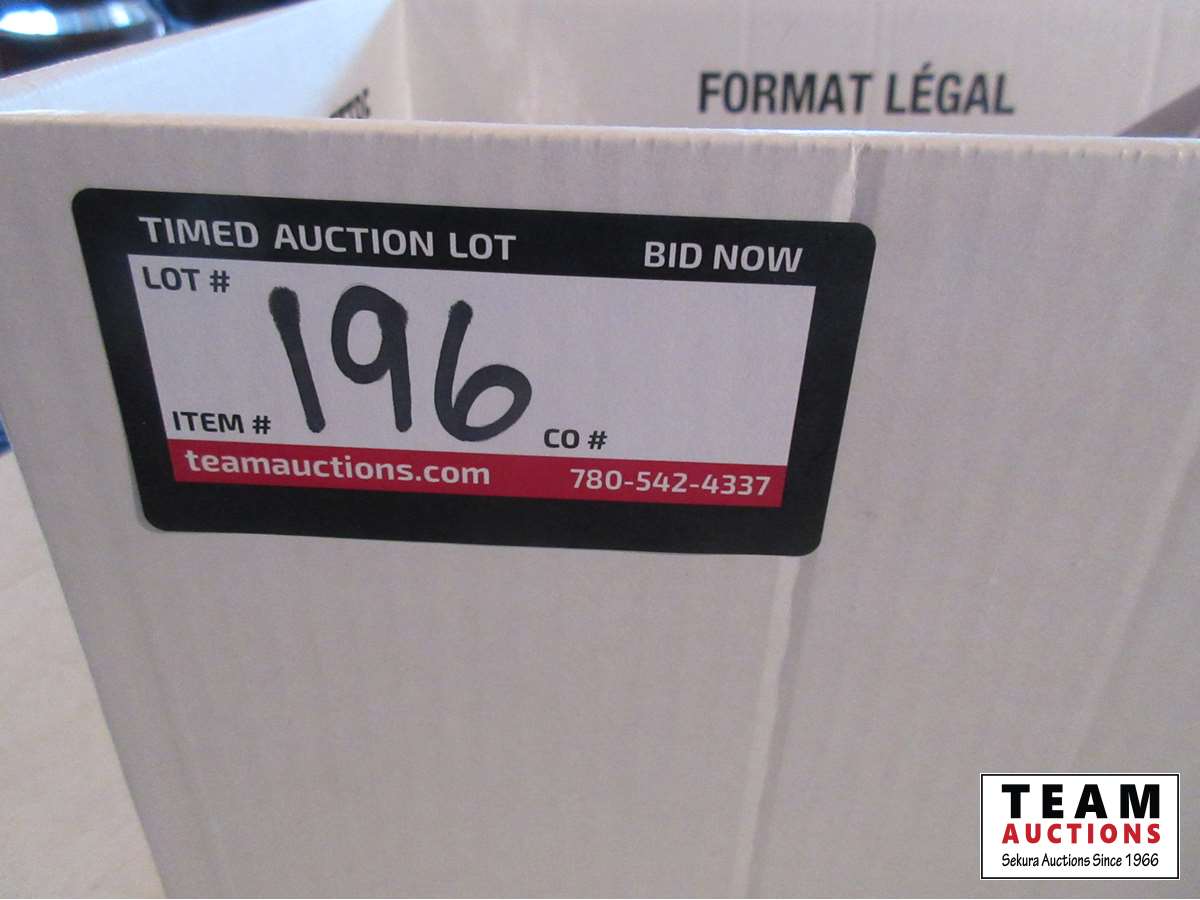 FORMAT LÉGAL
TIMED AUCTION LOT BID NOW
LOT # 196
ITEM # CO #
teamauctions.com 780-542-4337
TEAM
AUCTIONS
Sekura Auctions Since 1966